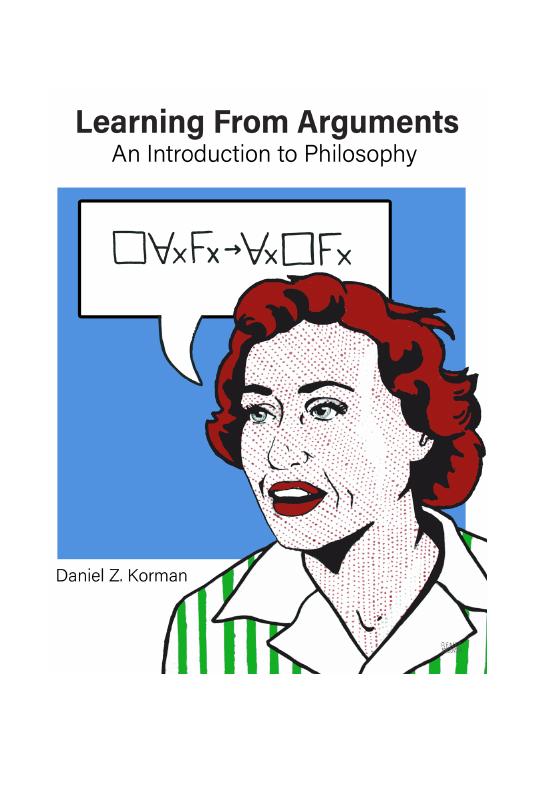 Learning From Arguments
An Introduction to Philosophy
□∀xFx→∀x□Fx
Daniel Z. Korman